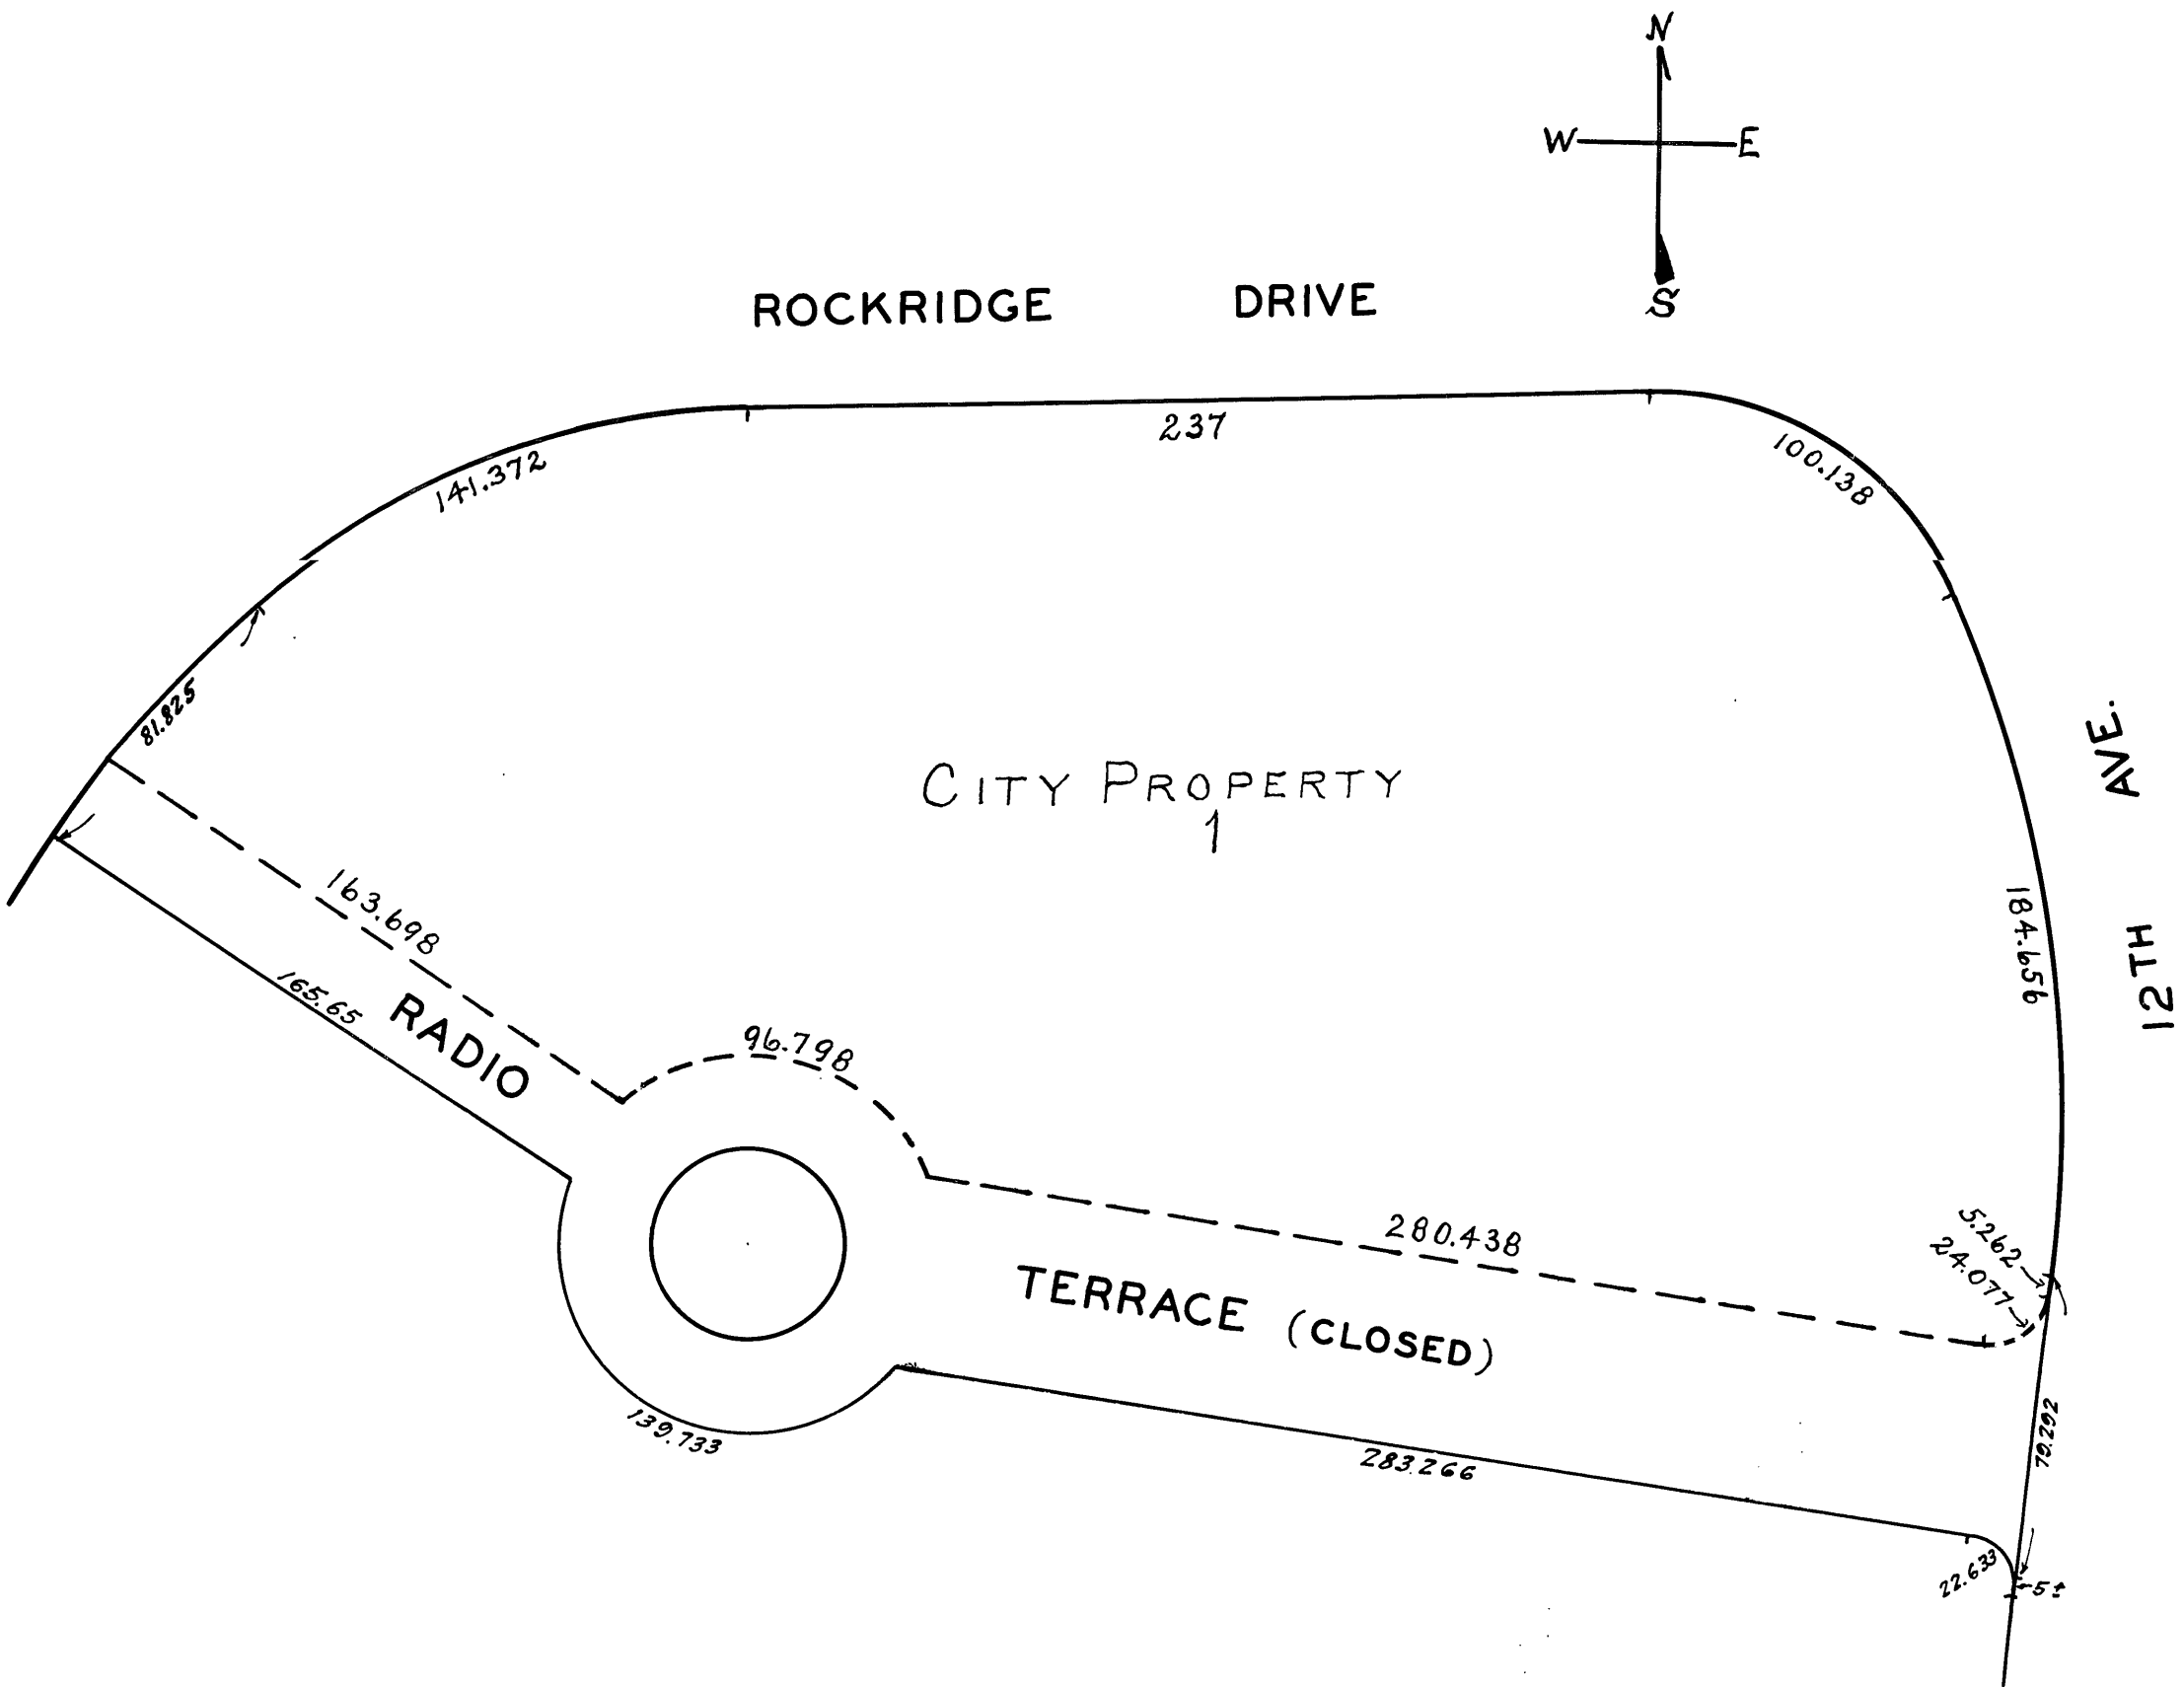 N
W E
S
ROCKRIDGE DRIVE
237
141.372
100.138
81.825
CITY PROPERTY
1
12TH AVE.
184.656
163.698
165.65
RADIO
96.798
280.438
5.262
24.077
TERRACE (CLOSED)
79.292
139.733
283.266
22.633
5±